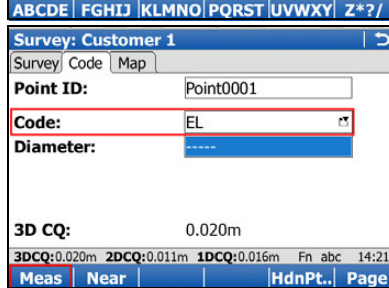 ABCDE FGHIJ KLMNO PQRST UVWXY Z*?/
Survey: Customer 1
Survey Code Map
Point ID: Point0001
Code: EL
Diameter: -----
3D CQ: 0.020m
3DCQ:0.020m 2DCQ:0.011m 1DCQ:0.016m Fn abc 14:21
Meas Near HdnPt.. Page